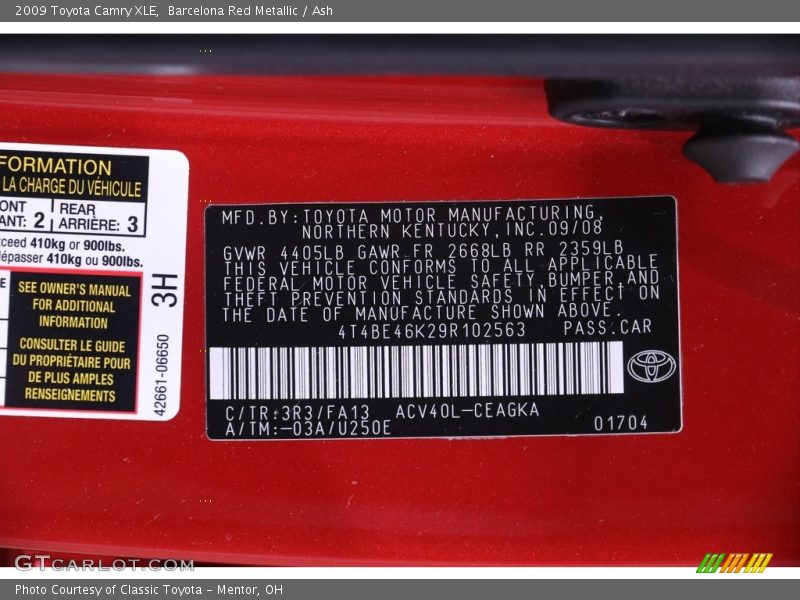 2009 Toyota Camry XLE,  Barcelona Red Metallic / Ash
FORMATION
LA CHARGE DU VÉHICULE
ONT
ANT: 2
REAR
ARRIÈRE: 3
xceed 410kg or 900lbs.
dépasser 410kg ou 900lbs.
SEE OWNER'S MANUAL
FOR ADDITIONAL
INFORMATION
CONSULTER LE GUIDE
DU PROPRIÉTAIRE POUR
DE PLUS AMPLES
RENSEIGNEMENTS
3H
42661-06650
MFD.BY:TOYOTA MOTOR MANUFACTURING,
NORTHERN KENTUCKY,INC.09/08
GVWR 4405LB GAWR FR 2668LB RR 2359LB
THIS VEHICLE CONFORMS TO ALL APPLICABLE
FEDERAL MOTOR VEHICLE SAFETY,BUMPER,AND
THEFT PREVENTION STANDARDS IN EFFECT ON
THE DATE OF MANUFACTURE SHOWN ABOVE.
4T4BE46K29R102563 PASS.CAR
C/TR:3R3/FA13 ACV40L-CEAGKA
A/TM:-03A/U250E 01704
GTCarlot.com
Photo Courtesy of Classic Toyota - Mentor, OH